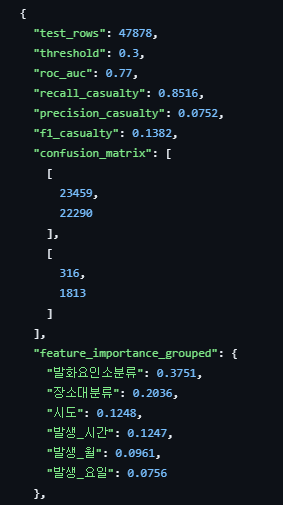 {
"test_rows": 47878,
"threshold": 0.3,
"roc_auc": 0.77,
"recall_casualty": 0.8516,
"precision_casualty": 0.0752,
"f1_casualty": 0.1382,
"confusion_matrix": [
[
23459,
22290
],
[
316,
1813
]
],
"feature_importance_grouped": {
"발화요인소분류": 0.3751,
"장소대분류": 0.2036,
"시도": 0.1248,
"발생_시간": 0.1247,
"발생_월": 0.0961,
"발생_요일": 0.0756
},